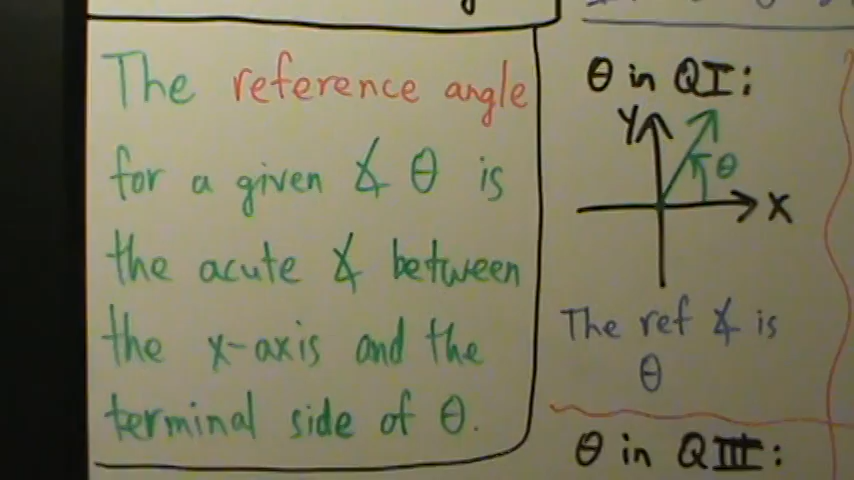 The reference angle
for a given ∡ θ is
the acute ∡ between
the x-axis and the
terminal side of θ.
θ in QI:
Y
θ
X
The ref ∡ is
θ
θ in QIII: